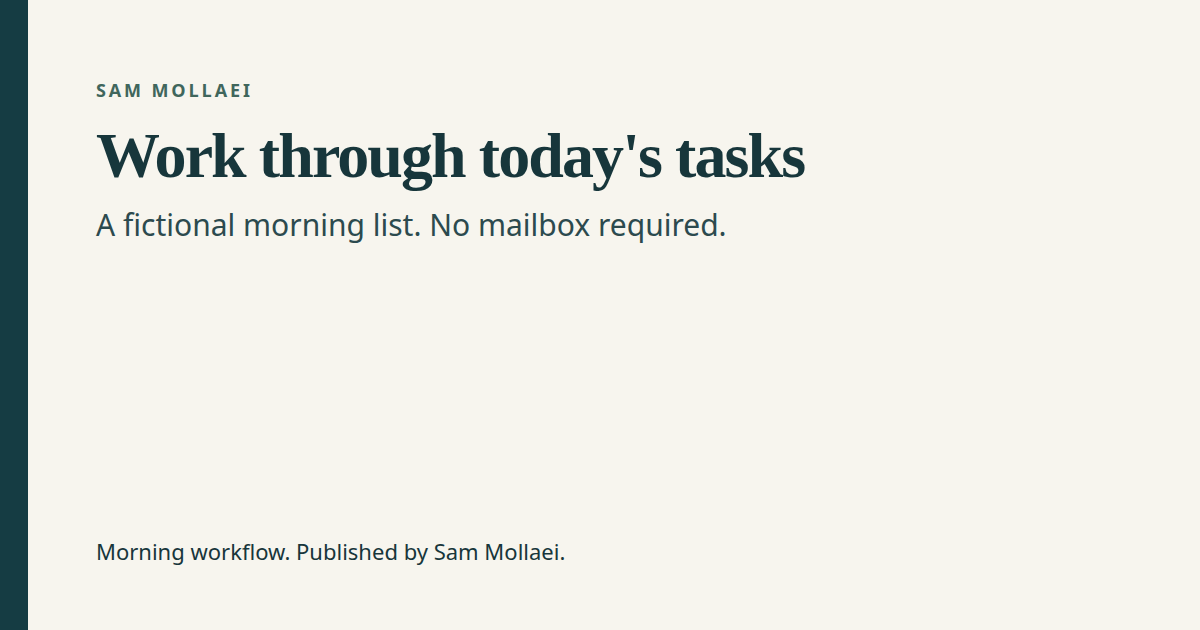 SAM MOLLAEI
Work through today's tasks
A fictional morning list. No mailbox required.
Morning workflow. Published by Sam Mollaei.